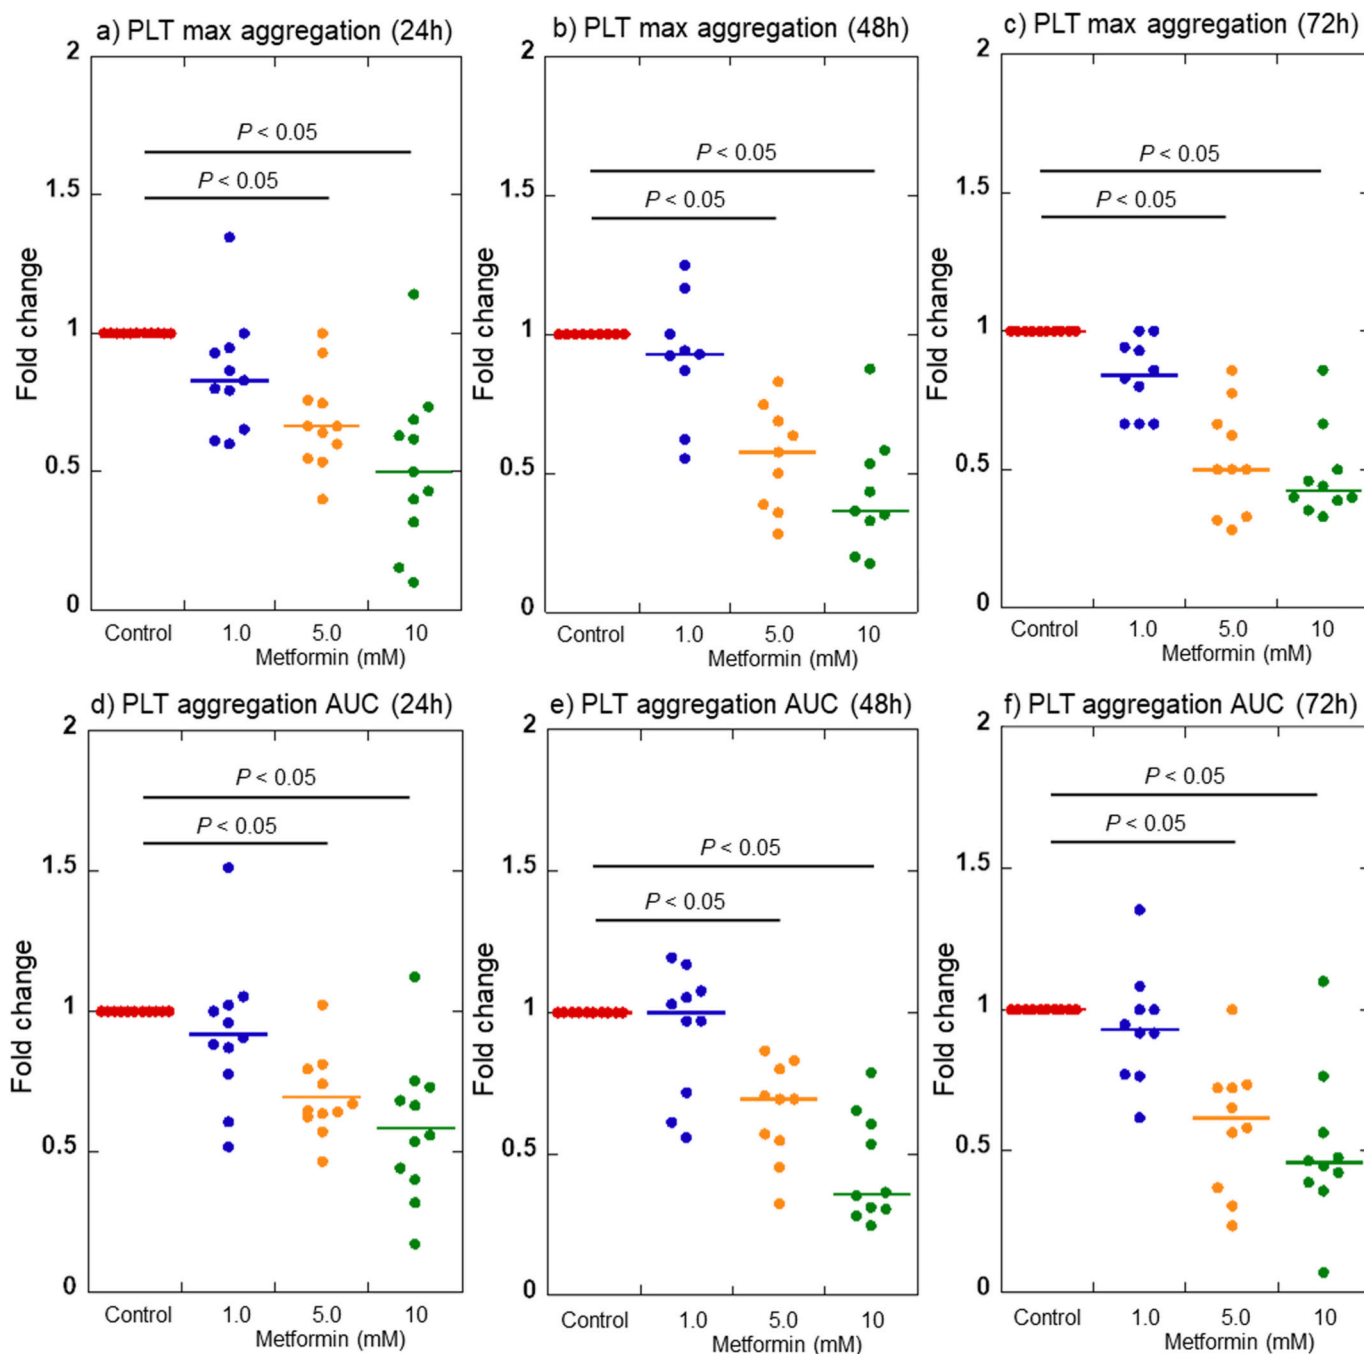 a) PLT max aggregation (24h)
2
P < 0.05
P < 0.05
1.5
1
0.5
0
Fold change
Control 1.0 5.0 10
Metformin (mM)
b) PLT max aggregation (48h)
2
P < 0.05
P < 0.05
1.5
1
0.5
0
Fold change
Control 1.0 5.0 10
Metformin (mM)
c) PLT max aggregation (72h)
2
P < 0.05
P < 0.05
1.5
1
0.5
0
Fold change
Control 1.0 5.0 10
Metformin (mM)
d) PLT aggregation AUC (24h)
2
P < 0.05
P < 0.05
1.5
1
0.5
0
Fold change
Control 1.0 5.0 10
Metformin (mM)
e) PLT aggregation AUC (48h)
2
P < 0.05
P < 0.05
1.5
1
0.5
0
Fold change
Control 1.0 5.0 10
Metformin (mM)
f) PLT aggregation AUC (72h)
2
P < 0.05
P < 0.05
1.5
1
0.5
0
Fold change
Control 1.0 5.0 10
Metformin (mM)